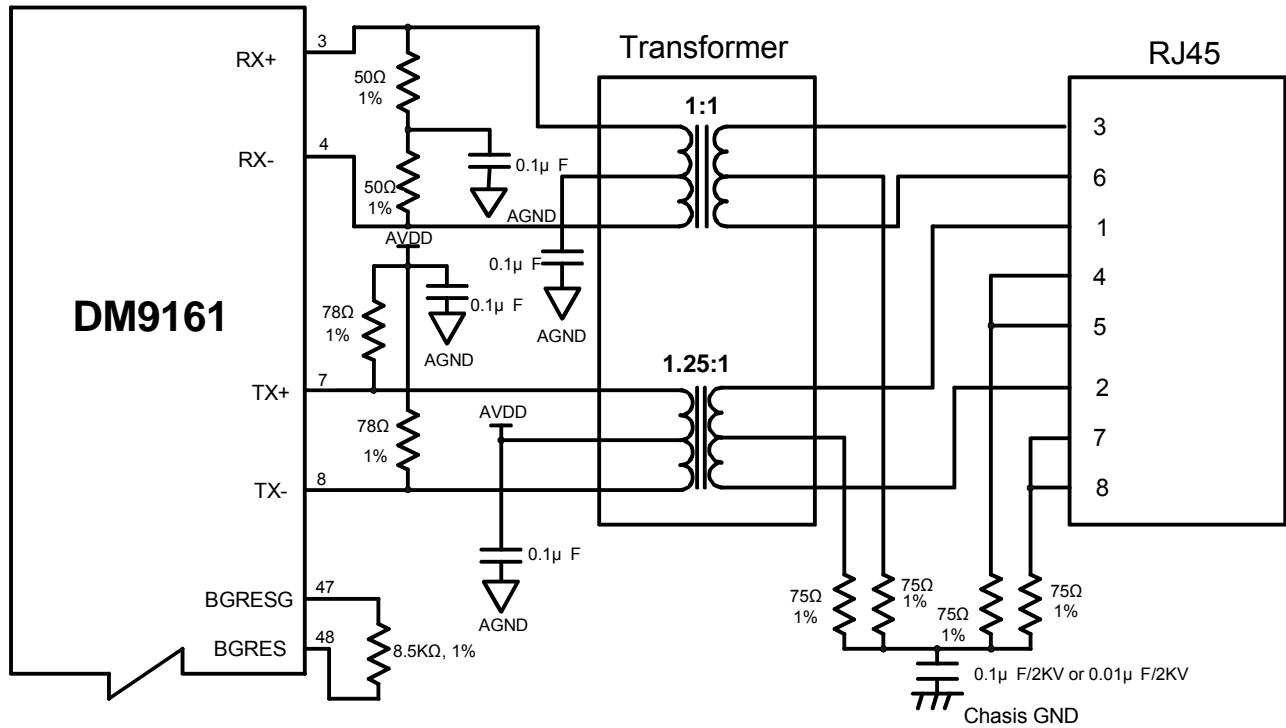 Transformer
RJ45
3
RX+
50Ω
1%
1:1
3
4
RX-
0.1µ F
6
50Ω
1%
AGND
1
AVDD
0.1µ F
4
0.1µ F
DM9161
78Ω
1%
AGND
AGND
5
1.25:1
7
TX+
2
AVDD
78Ω
1%
7
8
TX-
8
0.1µ F
AGND
75Ω
1%
75Ω
1%
75Ω
1%
75Ω
1%
47
BGRESG
48
BGRES
8.5KΩ, 1%
0.1µ F/2KV or 0.01µ F/2KV
Chasis GND